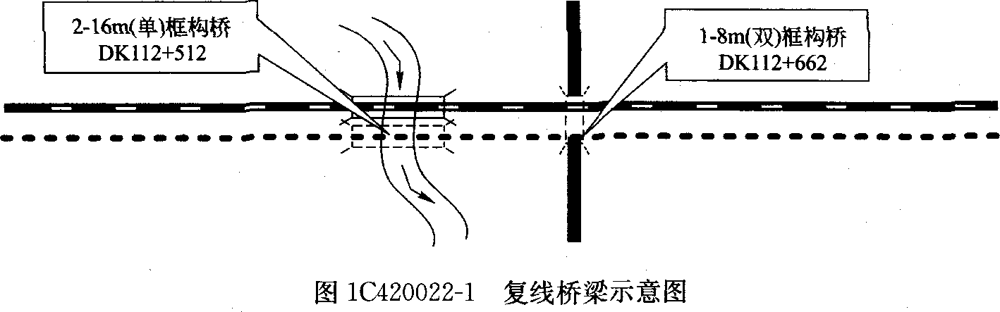 2-16m(单)框构桥
DK112+512
1-8m(双)框构桥
DK112+662
图 1C420022-1 复线桥梁示意图